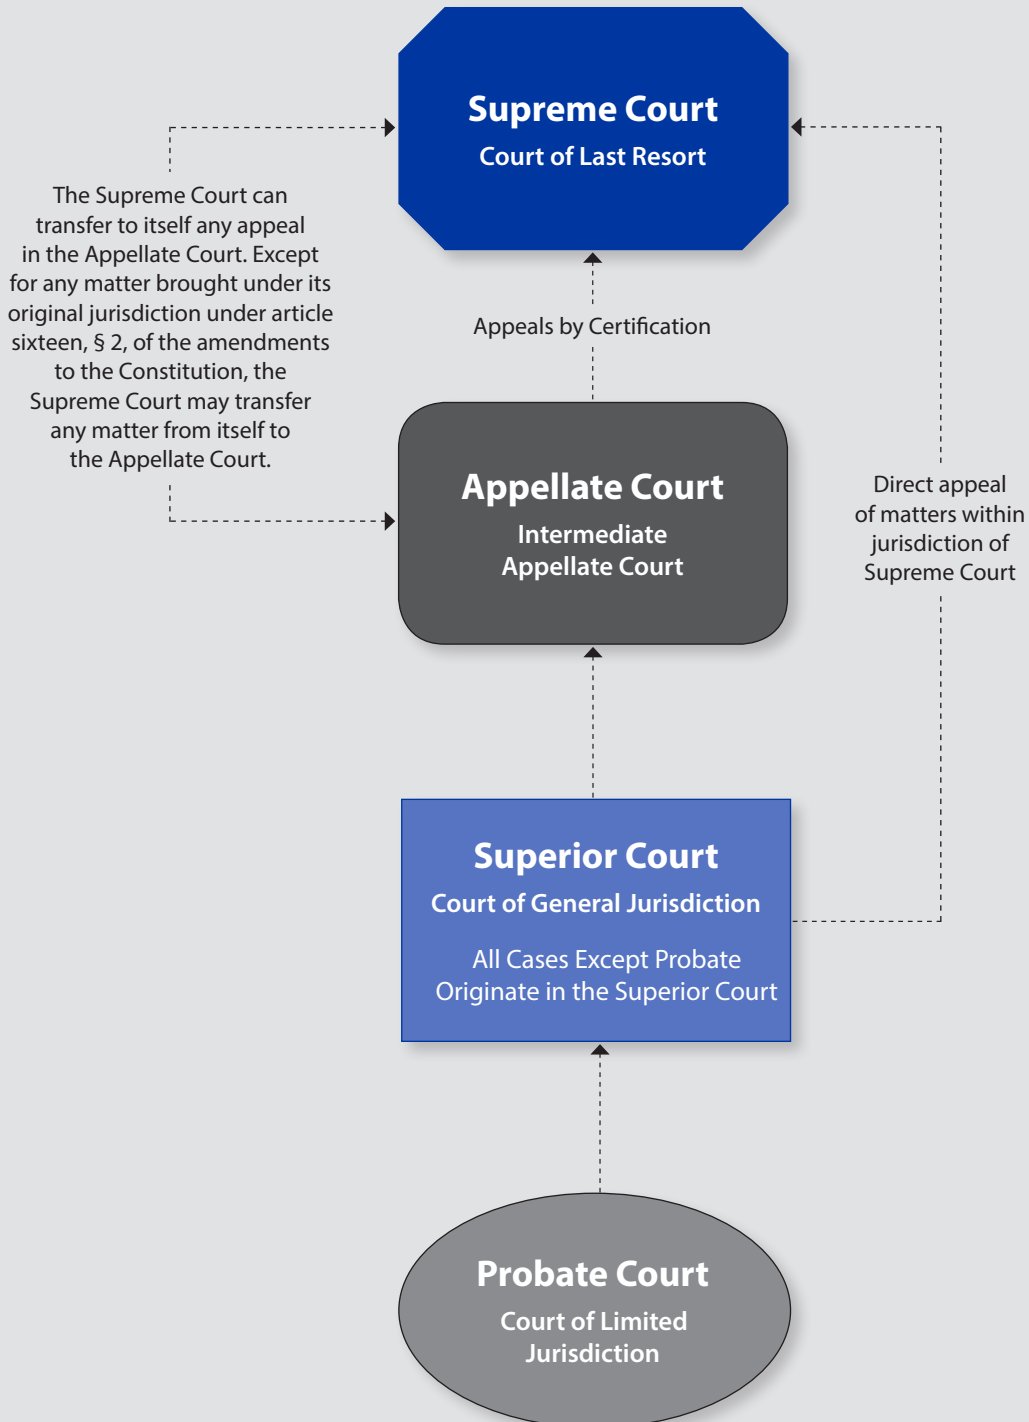 Supreme Court
Court of Last Resort
The Supreme Court can
transfer to itself any appeal
in the Appellate Court. Except
for any matter brought under its
original jurisdiction under article
sixteen, § 2, of the amendments
to the Constitution, the
Supreme Court may transfer
any matter from itself to
the Appellate Court.
Appeals by Certification
Appellate Court
Intermediate
Appellate Court
Direct appeal
of matters within
jurisdiction of
Supreme Court
Superior Court
Court of General Jurisdiction
All Cases Except Probate
Originate in the Superior Court
Probate Court
Court of Limited
Jurisdiction